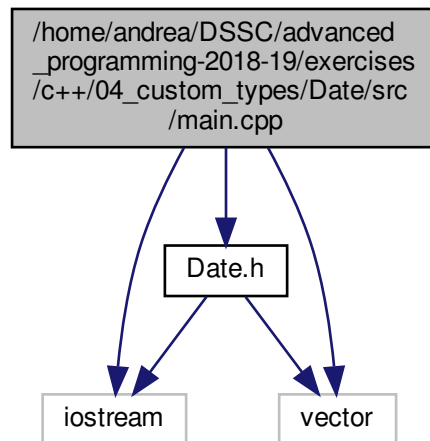 /home/andrea/DSSC/advanced
_programming-2018-19/exercises
/c++/04_custom_types/Date/src
/main.cpp
Date.h
iostream
vector